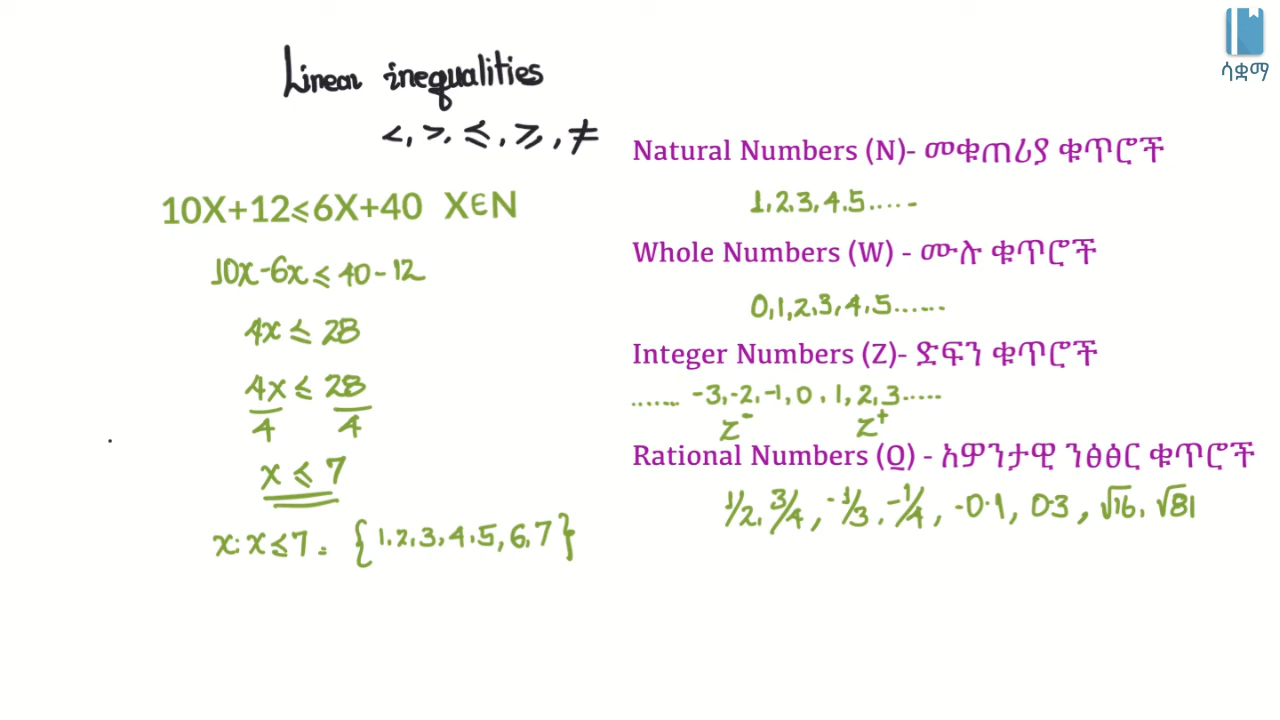 ሳቋማ
Linear inequalities
<, >, ≤, ≥, ≠
10X+12≤6X+40 X∈N
10x-6x ≤ 40-12
4x ≤ 28
4x ≤ 28
4 4
x ≤ 7
x: x ≤ 7 = {1,2,3,4,5,6,7}
Natural Numbers (N)- መቁጠሪያ ቁጥሮች
1,2,3,4,5.....
Whole Numbers (W) - ሙሉ ቁጥሮች
0,1,2,3,4,5......
Integer Numbers (Z)- ድፍን ቁጥሮች
...... -3,-2,-1,0,1,2,3.....
Z⁻ Z⁺
Rational Numbers (Q) - አዎንታዊ ንፅፅር ቁጥሮች
1/2, 3/4, -1/3, -1/4, -0.1, 0.3, √16, √81